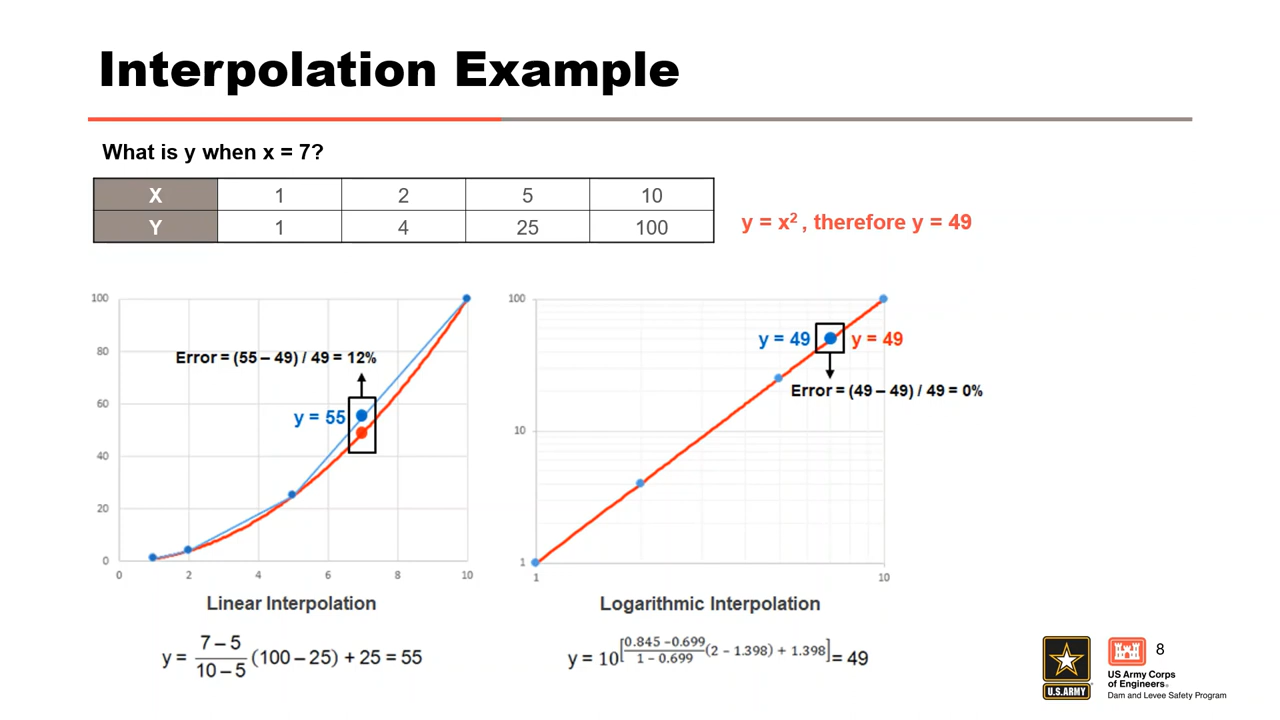 Interpolation Example
What is y when x = 7?
X 1 2 5 10
Y 1 4 25 100
y = x², therefore y = 49
100
80
60
40
20
0
0 2 4 6 8 10
Error = (55 – 49) / 49 = 12%
y = 55
Linear Interpolation
y = \frac{7 – 5}{10 – 5} (100 – 25) + 25 = 55
100
10
1
1 10
y = 49 y = 49
Error = (49 – 49) / 49 = 0%
Logarithmic Interpolation
y = 10^{[\frac{0.845 – 0.699}{1 – 0.699}(2 – 1.398) + 1.398]} = 49
U.S. ARMY
US Army Corps
of Engineers®
Dam and Levee Safety Program
8